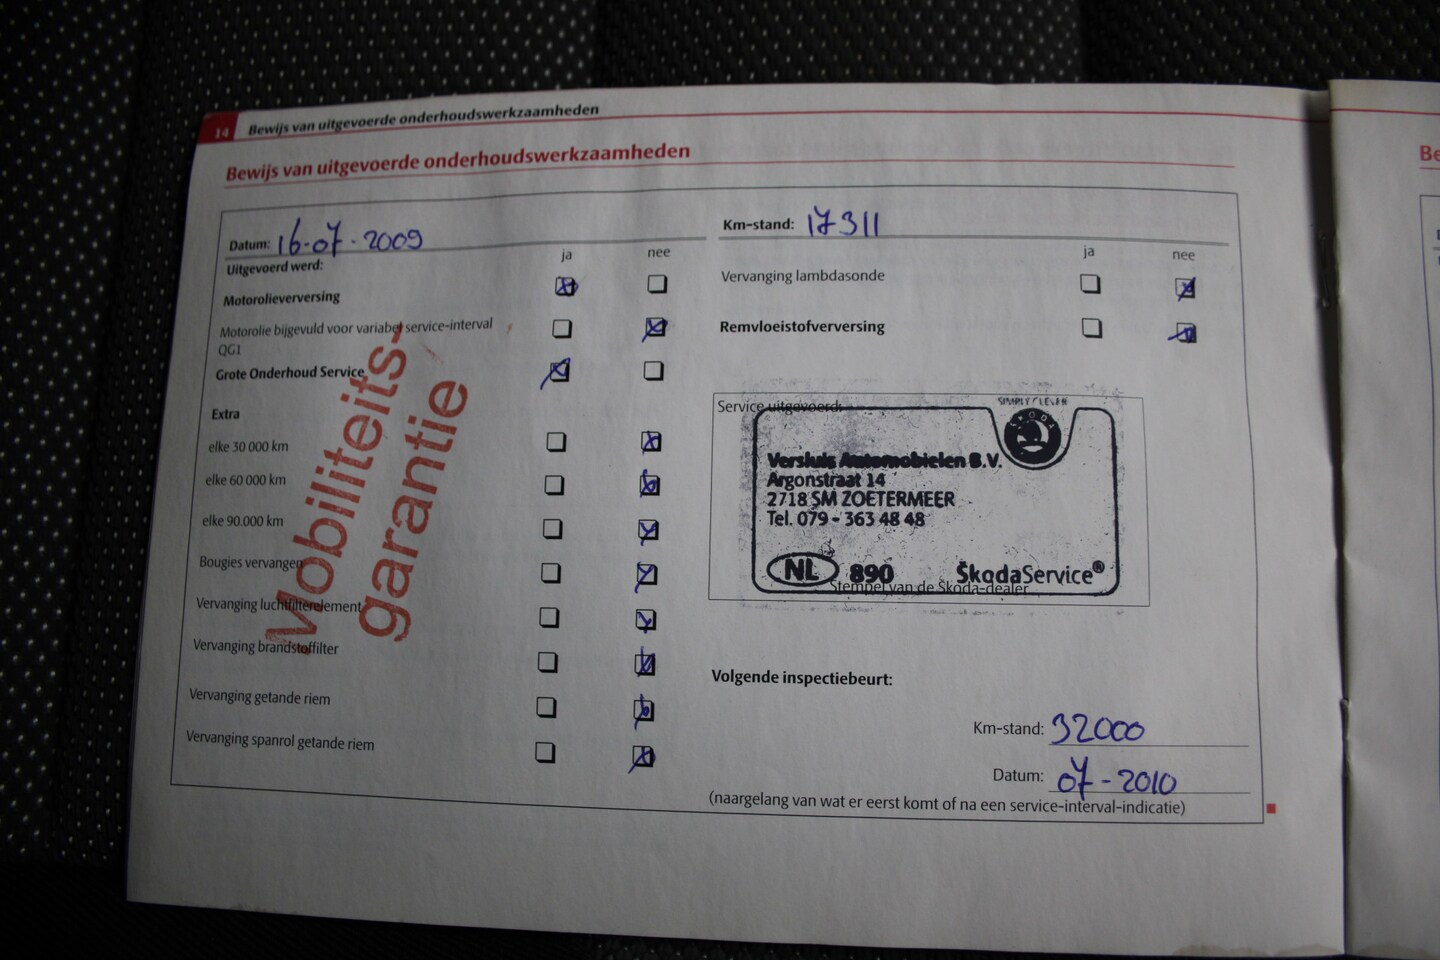 14 Bewijs van uitgevoerde onderhoudswerkzaamheden
Bewijs van uitgevoerde onderhoudswerkzaamheden
Be
Datum: 16-07-2009
Km-stand: 17311
Uitgevoerd werd:
ja nee
ja nee
Motorolieverversing
Motorolie bijgevuld voor variabel service-interval
QG1
Grote Onderhoud Service
Extra
elke 30 000 km
elke 60 000 km
elke 90.000 km
Bougies vervangen
Vervanging luchtfilterelement
Vervanging brandstoffilter
Vervanging getande riem
Vervanging spanrol getande riem
Mobiliteits-
garantie
Vervanging lambdasonde
Remvloeistofverversing
Service uitgevoerd:
SIMPLY CLEVER
SKODA
Versluis Automobielen B.V.
Argonstraat 14
2718 SM ZOETERMEER
Tel. 079 - 363 48 48
NL 890 ŠkodaService®
Stempel van de Škoda-dealer
Volgende inspectiebeurt:
Km-stand: 32000
Datum: 07-2010
(naargelang van wat er eerst komt of na een service-interval-indicatie)